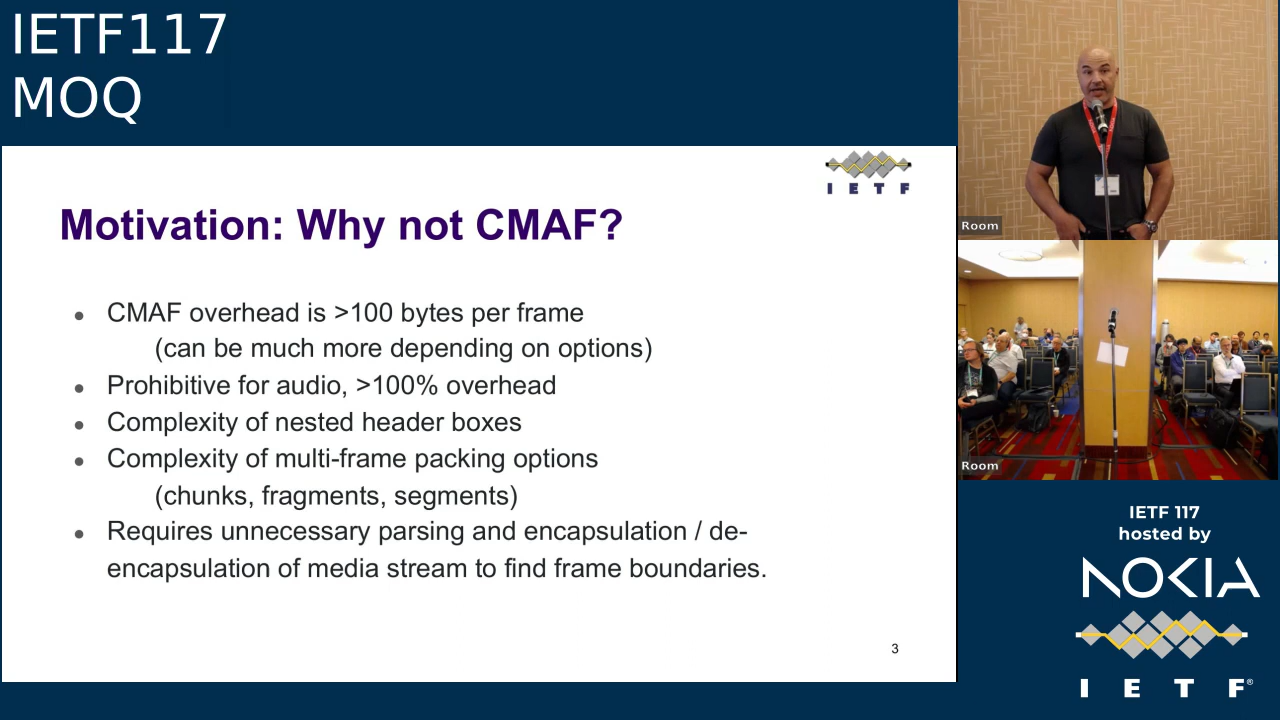 IETF117
MOQ
I E T F
Motivation: Why not CMAF?
• CMAF overhead is >100 bytes per frame
(can be much more depending on options)
• Prohibitive for audio, >100% overhead
• Complexity of nested header boxes
• Complexity of multi-frame packing options
(chunks, fragments, segments)
• Requires unnecessary parsing and encapsulation / de-
encapsulation of media stream to find frame boundaries.
3
Room
Room
IETF 117
hosted by
NOKIA
I E T F®